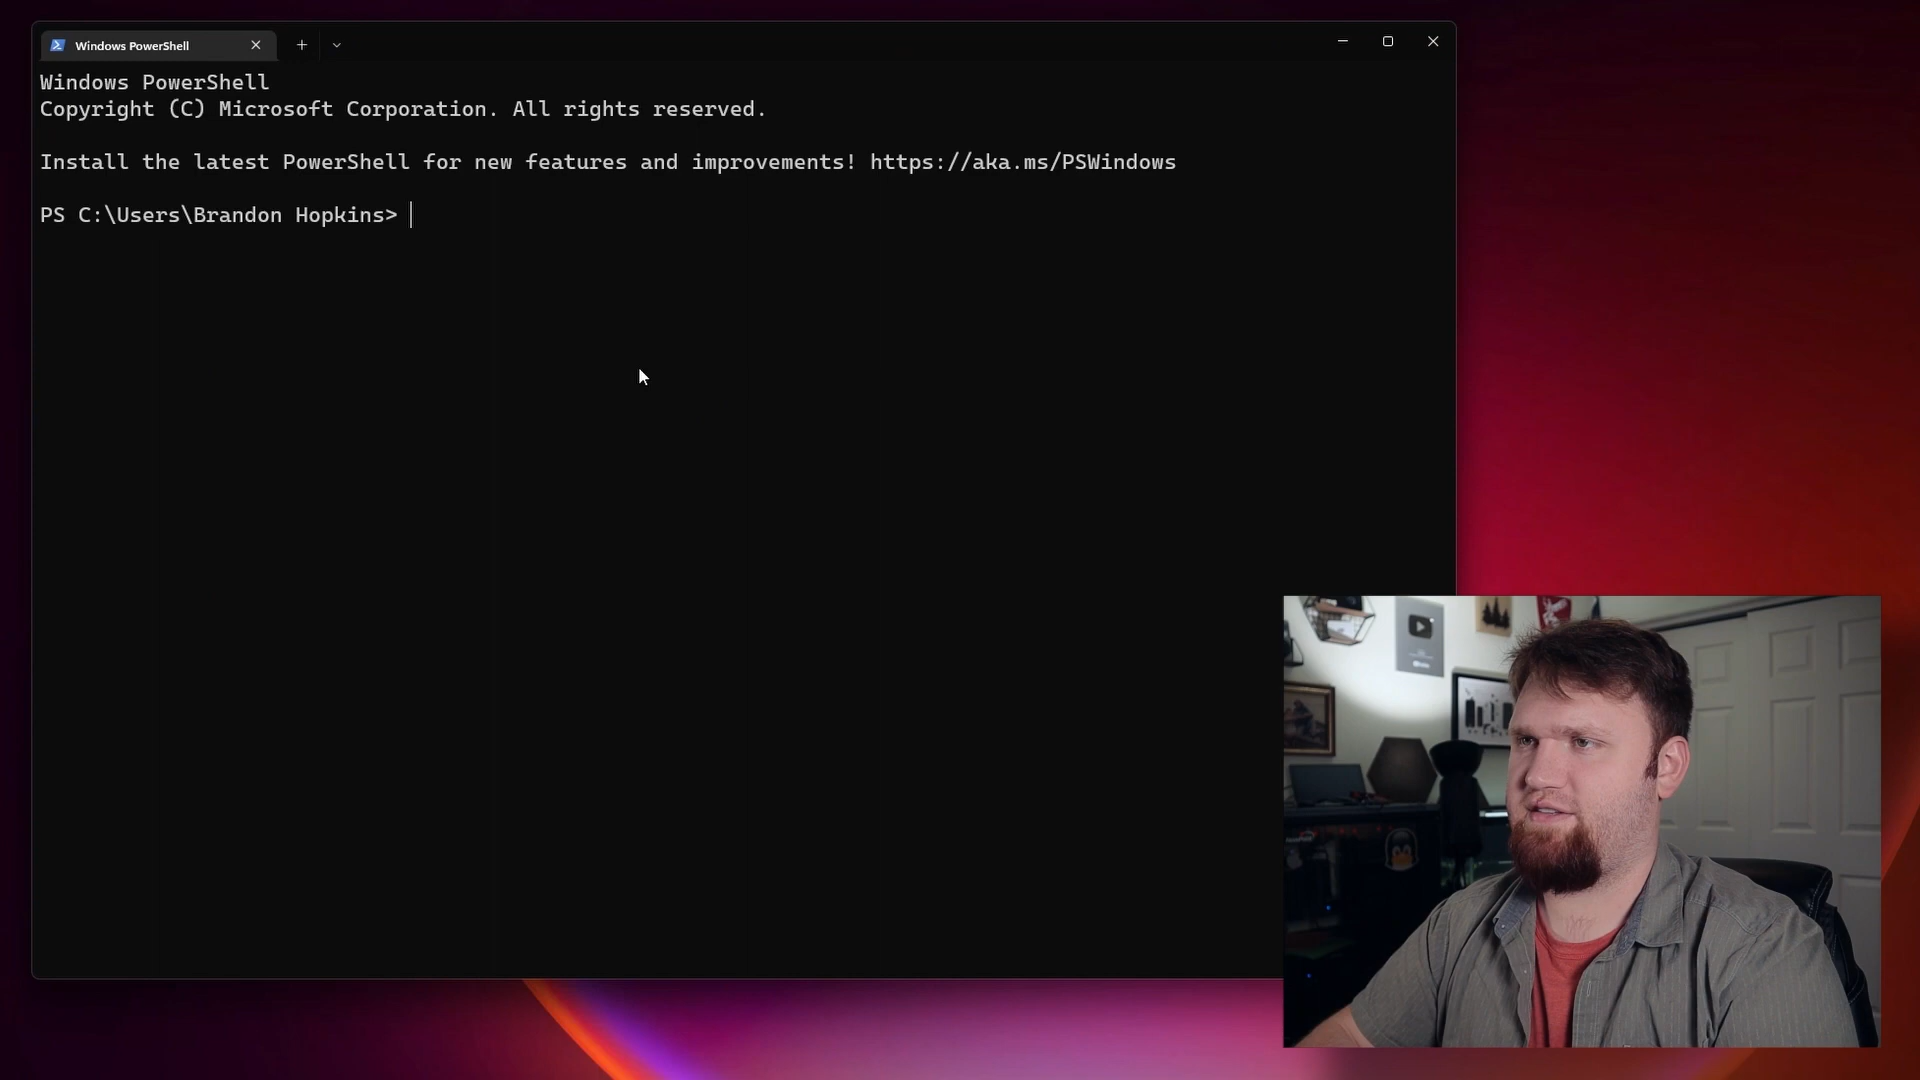 Windows PowerShell
Windows PowerShell
Copyright (C) Microsoft Corporation. All rights reserved.
Install the latest PowerShell for new features and improvements! https://aka.ms/PSWindows
PS C:\Users\Brandon Hopkins>